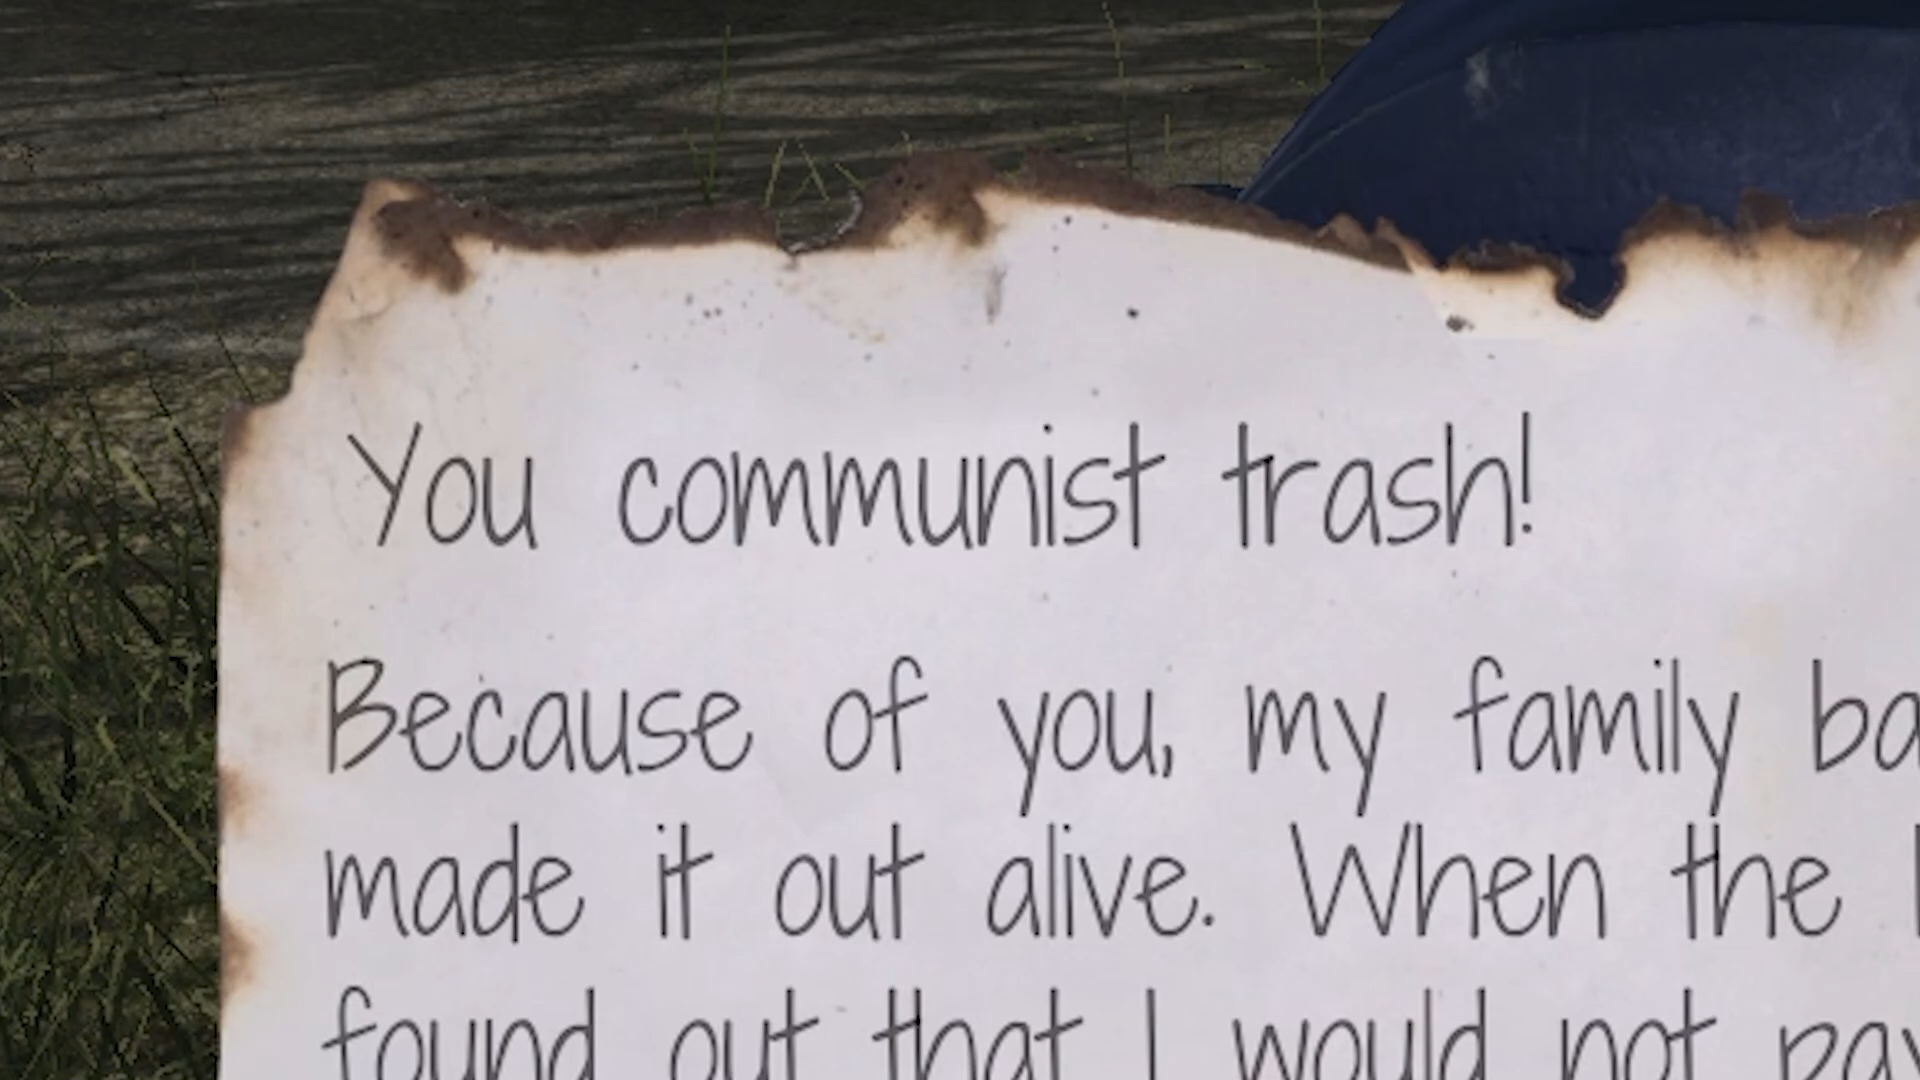 You communist trash!
Because of you, my family
made it out alive. When the
found out that I would not